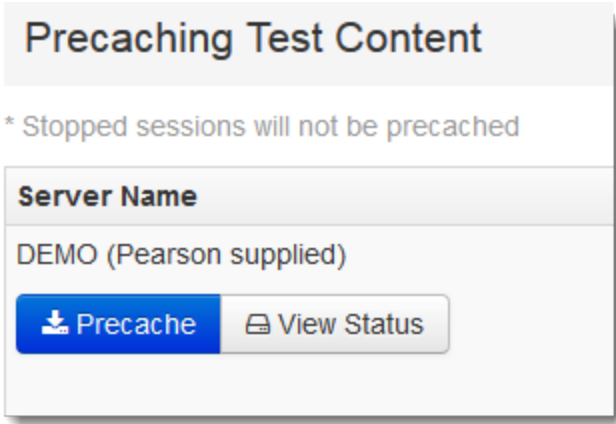 Precaching Test Content
* Stopped sessions will not be precached
Server Name
DEMO (Pearson supplied)
Precache View Status